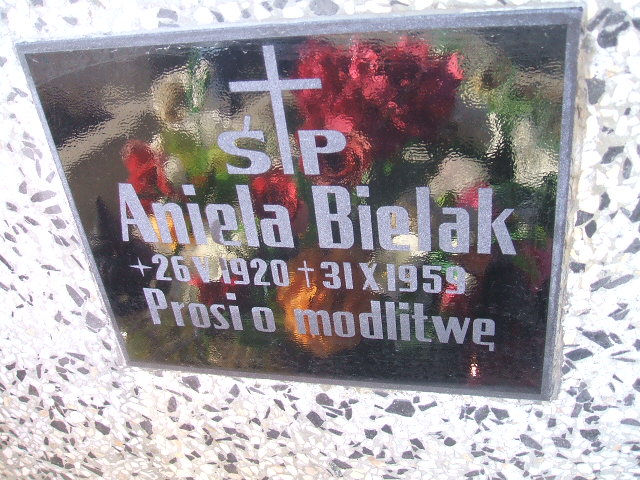 Ś P
Aniela Bielak
* 26 V 1920 † 31 X 1959
Prosi o modlitwę